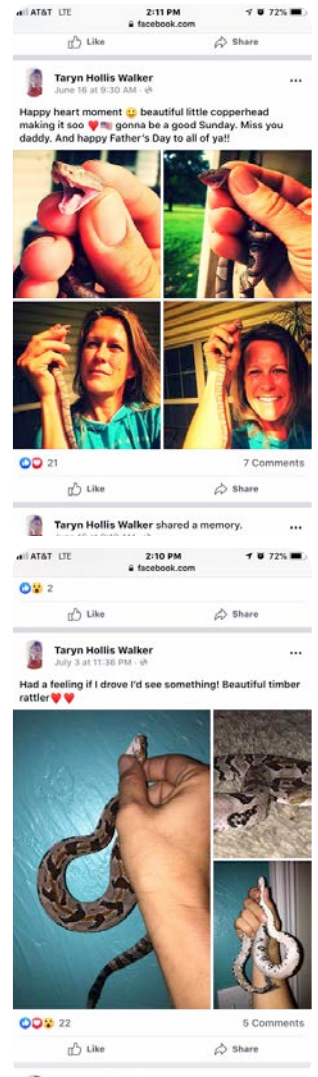 AT&T LTE 2:11 PM 72%
facebook.com
Like Share
Taryn Hollis Walker
June 16 at 9:30 AM
Happy heart moment 😀 beautiful little copperhead
making it soo ❤️🇺🇸 gonna be a good Sunday. Miss you
daddy. And happy Father's Day to all of ya!!
21 7 Comments
Like Share
Taryn Hollis Walker shared a memory.
AT&T LTE 2:10 PM 72%
facebook.com
2
Like Share
Taryn Hollis Walker
July 3 at 11:36 PM
Had a feeling if I drove I'd see something! Beautiful timber
rattler❤️❤️
22 5 Comments
Like Share